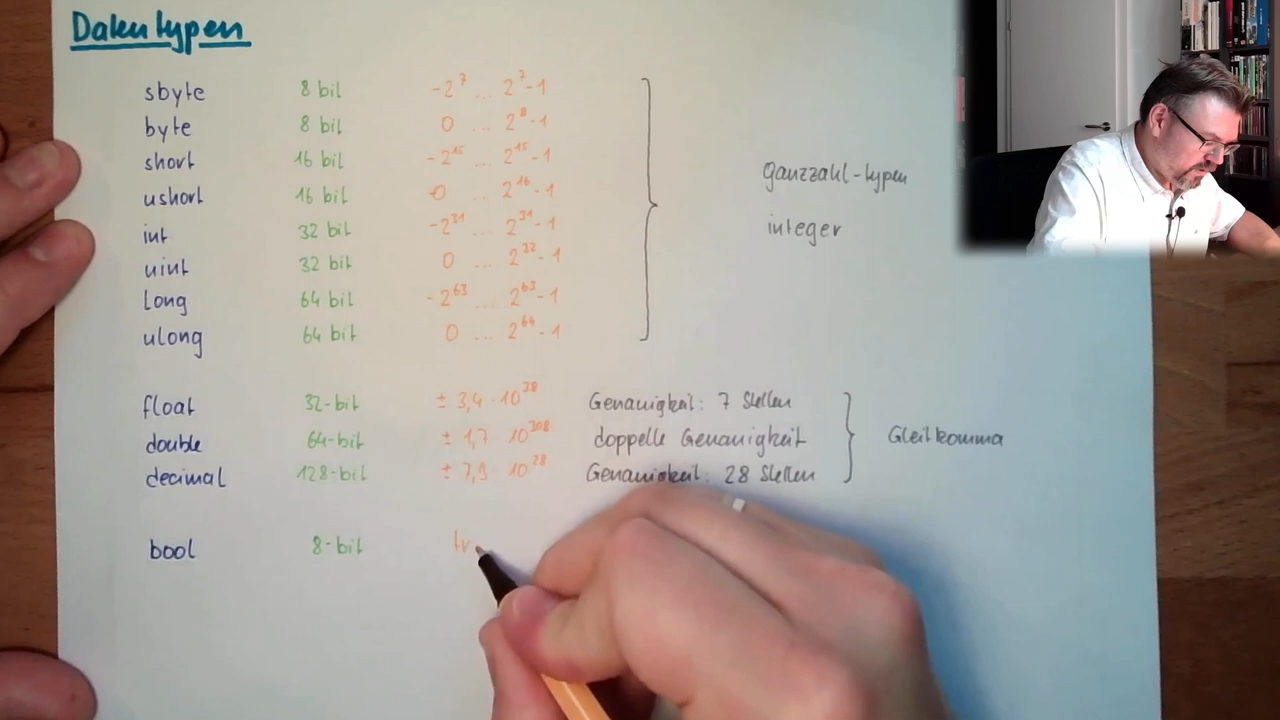 Datentypen
sbyte 8 bit -2⁷ ... 2⁷-1
byte 8 bit 0 ... 2⁸-1
short 16 bit -2¹⁵ ... 2¹⁵-1
ushort 16 bit 0 ... 2¹⁶-1
int 32 bit -2³¹ ... 2³¹-1
uint 32 bit 0 ... 2³²-1
long 64 bit -2⁶³ ... 2⁶³-1
ulong 64 bit 0 ... 2⁶⁴-1
ganzzahl-typen
integer
float 32-bit ± 3,4 · 10³⁸ Genauigkeit: 7 Stellen
double 64-bit ± 1,7 10³⁰⁸ doppelte Genauigkeit
decimal 128-bit ± 7,9 10²⁸ Genauigkeit: 28 Stellen
Gleitkomma
bool 8-bit tr